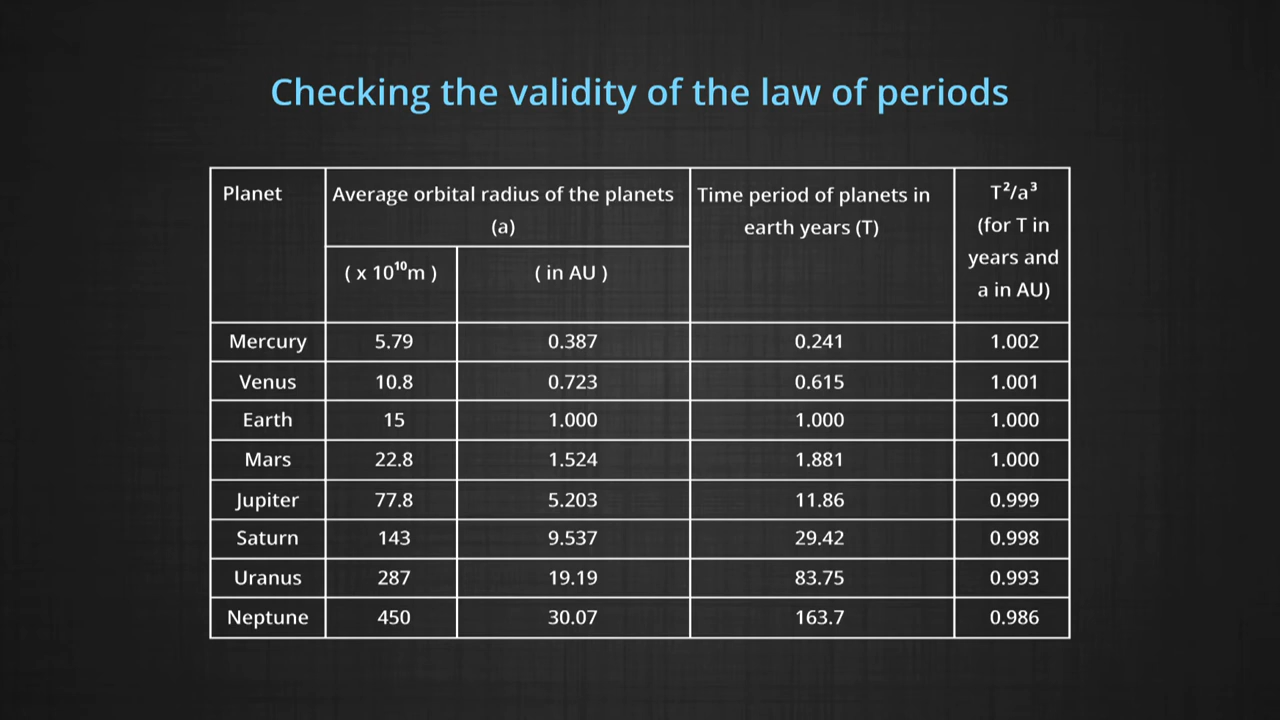 Checking the validity of the law of periods
Planet
Average orbital radius of the planets
(a)
( x 10¹⁰m )
( in AU )
Time period of planets in
earth years (T)
T²/a³
(for T in
years and
a in AU)
Mercury 5.79 0.387 0.241 1.002
Venus 10.8 0.723 0.615 1.001
Earth 15 1.000 1.000 1.000
Mars 22.8 1.524 1.881 1.000
Jupiter 77.8 5.203 11.86 0.999
Saturn 143 9.537 29.42 0.998
Uranus 287 19.19 83.75 0.993
Neptune 450 30.07 163.7 0.986